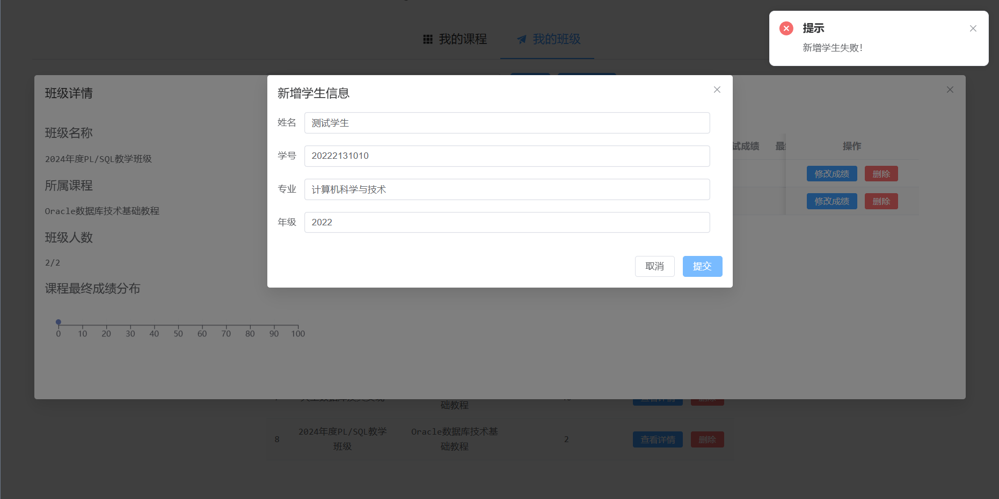 我的课程
我的班级
提示
新增学生失败！
班级详情
班级名称
2024年度PL/SQL教学班级
所属课程
Oracle数据库技术基础教程
班级人数
2/2
课程最终成绩分布
0 10 20 30 40 50 60 70 80 90 100
新增学生信息
姓名 测试学生
学号 20222131010
专业 计算机科学与技术
年级 2022
取消 提交
试成绩 最 操作
修改成绩 删除
修改成绩 删除
础教程
查看详情 删除
8 2024年度PL/SQL教学 Oracle数据库技术基 2 查看详情 删除
班级 础教程